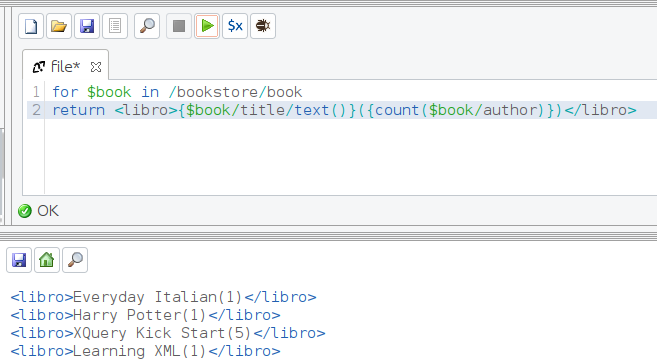 $x
file*
1 for $book in /bookstore/book
2 return <libro>{$book/title/text()}({count($book/author)})</libro>
OK
<libro>Everyday Italian(1)</libro>
<libro>Harry Potter(1)</libro>
<libro>XQuery Kick Start(5)</libro>
<libro>Learning XML(1)</libro>